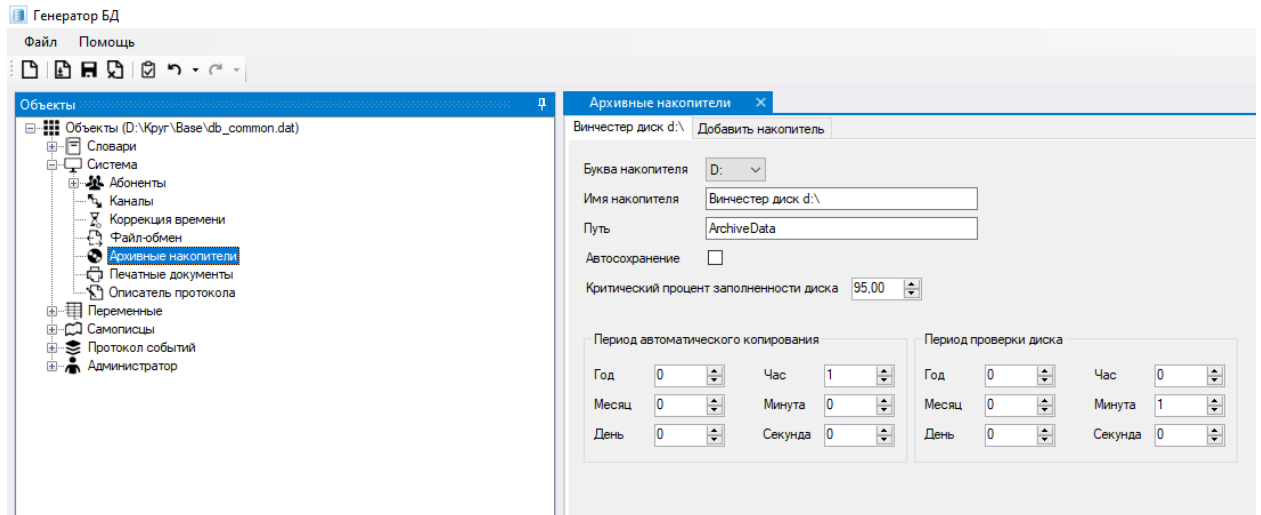 Генератор БД
Файл Помощь
Объекты
Объекты (D:\Круг\Base\db_common.dat)
Словари
Система
Абоненты
Каналы
Коррекция времени
Файл-обмен
Архивные накопители
Печатные документы
Описатель протокола
Переменные
Самописцы
Протокол событий
Администратор
Архивные накопители
Винчестер диск d:\ Добавить накопитель
Буква накопителя D:
Имя накопителя Винчестер диск d:\
Путь ArchiveData
Автосохранение
Критический процент заполненности диска 95,00
Период автоматического копирования Период проверки диска
Год 0 Час 1 Год 0 Час 0
Месяц 0 Минута 0 Месяц 0 Минута 1
День 0 Секунда 0 День 0 Секунда 0